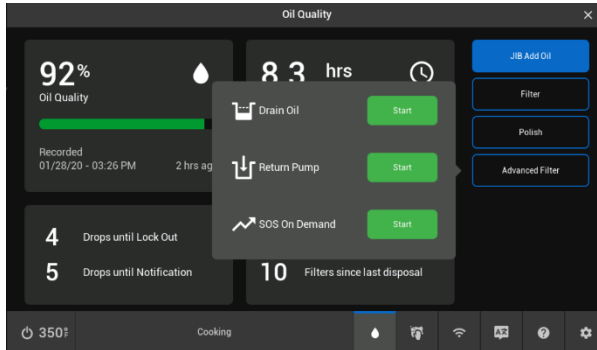 Oil Quality
92%
Oil Quality
Recorded
01/28/20 - 03:26 PM 2 hrs ag
8.3 hrs
Drain Oil Start
Return Pump Start
SOS On Demand Start
JIB Add Oil
Filter
Polish
Advanced Filter
4 Drops until Lock Out
5 Drops until Notification
10 Filters since last disposal
350°F Cooking
AZ
?